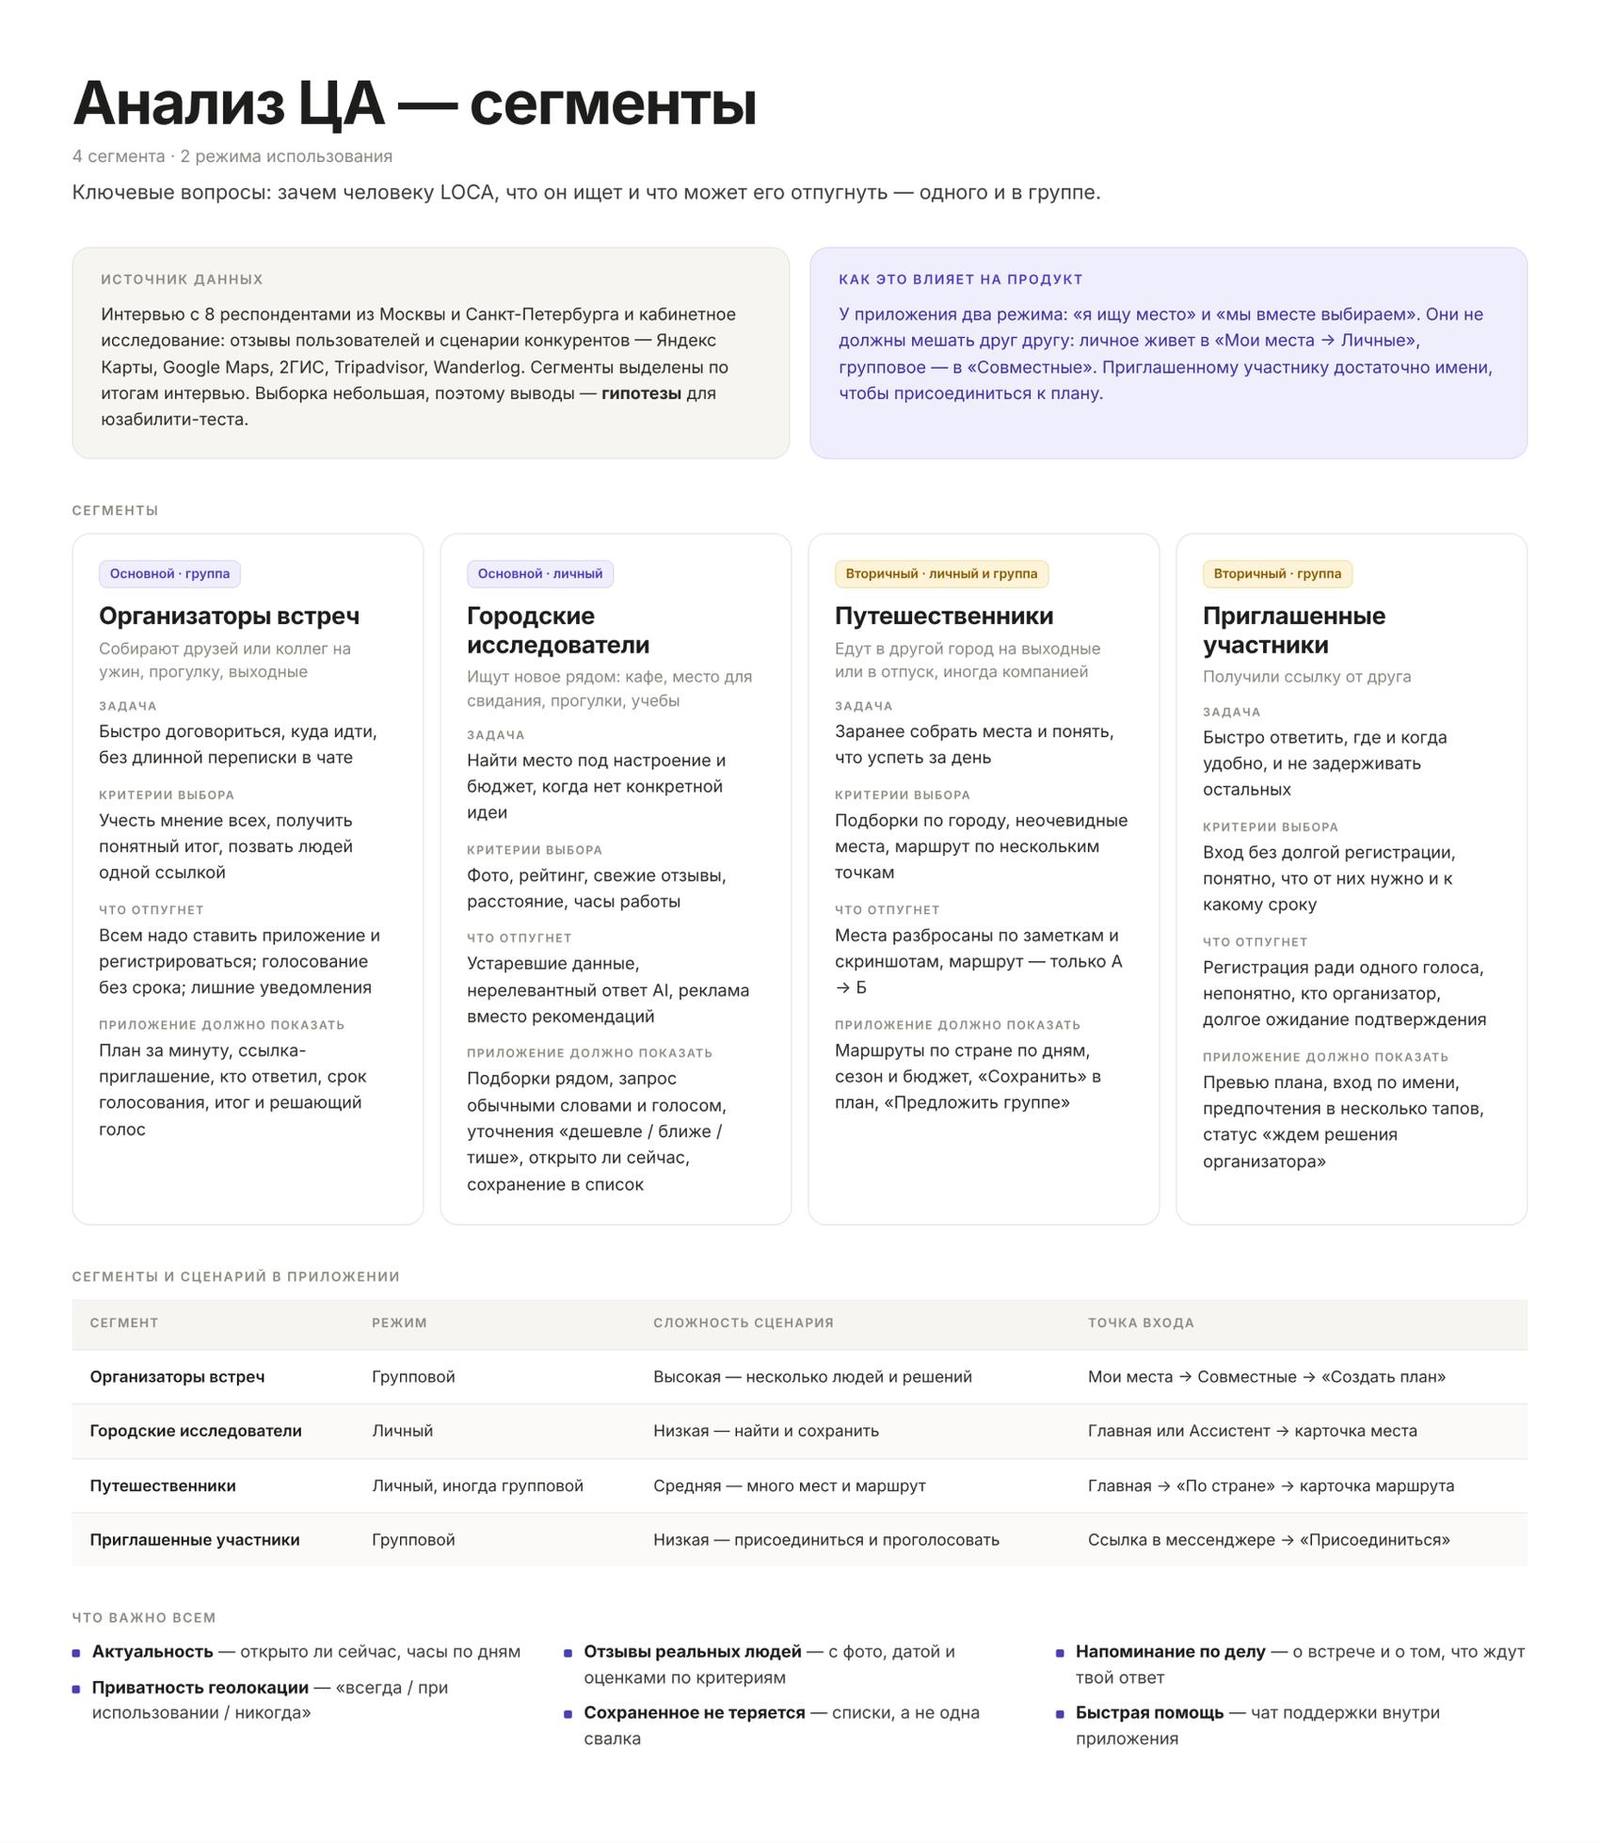 Анализ ЦА — сегменты
4 сегмента · 2 режима использования
Ключевые вопросы: зачем человеку LOCA, что он ищет и что может его отпугнуть — одного и в группе.
ИСТОЧНИК ДАННЫХ
Интервью с 8 респондентами из Москвы и Санкт-Петербурга и кабинетное
исследование: отзывы пользователей и сценарии конкурентов — Яндекс
Карты, Google Maps, 2ГИС, Tripadvisor, Wanderlog. Сегменты выделены по
итогам интервью. Выборка небольшая, поэтому выводы — гипотезы для
юзабилити-теста.
КАК ЭТО ВЛИЯЕТ НА ПРОДУКТ
У приложения два режима: «я ищу место» и «мы вместе выбираем». Они не
должны мешать друг другу: личное живет в «Мои места → Личные»,
групповое — в «Совместные». Приглашенному участнику достаточно имени,
чтобы присоединиться к плану.
СЕГМЕНТЫ
Основной · группа
Организаторы встреч
Собирают друзей или коллег на
ужин, прогулку, выходные
ЗАДАЧА
Быстро договориться, куда идти,
без длинной переписки в чате
КРИТЕРИИ ВЫБОРА
Учесть мнение всех, получить
понятный итог, позвать людей
одной ссылкой
ЧТО ОТПУГНЕТ
Всем надо ставить приложение и
регистрироваться; голосование
без срока; лишние уведомления
ПРИЛОЖЕНИЕ ДОЛЖНО ПОКАЗАТЬ
План за минуту, ссылка-
приглашение, кто ответил, срок
голосования, итог и решающий
голос
Основной · личный
Городские
исследователи
Ищут новое рядом: кафе, место для
свидания, прогулки, учебы
ЗАДАЧА
Найти место под настроение и
бюджет, когда нет конкретной
идеи
КРИТЕРИИ ВЫБОРА
Фото, рейтинг, свежие отзывы,
расстояние, часы работы
ЧТО ОТПУГНЕТ
Устаревшие данные,
нерелевантный ответ AI, реклама
вместо рекомендаций
ПРИЛОЖЕНИЕ ДОЛЖНО ПОКАЗАТЬ
Подборки рядом, запрос
обычными словами и голосом,
уточнения «дешевле / ближе /
тише», открыто ли сейчас,
сохранение в список
Вторичный · личный и группа
Путешественники
Едут в другой город на выходные
или в отпуск, иногда компанией
ЗАДАЧА
Заранее собрать места и понять,
что успеть за день
КРИТЕРИИ ВЫБОРА
Подборки по городу, неочевидные
места, маршрут по нескольким
точкам
ЧТО ОТПУГНЕТ
Места разбросаны по заметкам и
скриншотам, маршрут — только А
→ Б
ПРИЛОЖЕНИЕ ДОЛЖНО ПОКАЗАТЬ
Маршруты по стране по дням,
сезон и бюджет, «Сохранить» в
план, «Предложить группе»
Вторичный · группа
Приглашенные
участники
Получили ссылку от друга
ЗАДАЧА
Быстро ответить, где и когда
удобно, и не задерживать
остальных
КРИТЕРИИ ВЫБОРА
Вход без долгой регистрации,
понятно, что от них нужно и к
какому сроку
ЧТО ОТПУГНЕТ
Регистрация ради одного голоса,
непонятно, кто организатор,
долгое ожидание подтверждения
ПРИЛОЖЕНИЕ ДОЛЖНО ПОКАЗАТЬ
Превью плана, вход по имени,
предпочтения в несколько тапов,
статус «ждем решения
организатора»
СЕГМЕНТЫ И СЦЕНАРИЙ В ПРИЛОЖЕНИИ
СЕГМЕНТ РЕЖИМ СЛОЖНОСТЬ СЦЕНАРИЯ ТОЧКА ВХОДА
Организаторы встреч Групповой Высокая — несколько людей и решений Мои места → Совместные → «Создать план»
Городские исследователи Личный Низкая — найти и сохранить Главная или Ассистент → карточка места
Путешественники Личный, иногда групповой Средняя — много мест и маршрут Главная → «По стране» → карточка маршрута
Приглашенные участники Групповой Низкая — присоединиться и проголосовать Ссылка в мессенджере → «Присоединиться»
ЧТО ВАЖНО ВСЕМ
Актуальность — открыто ли сейчас, часы по дням
Приватность геолокации — «всегда / при
использовании / никогда»
Отзывы реальных людей — с фото, датой и
оценками по критериям
Сохраненное не теряется — списки, а не одна
свалка
Напоминание по делу — о встрече и о том, что ждут
твой ответ
Быстрая помощь — чат поддержки внутри
приложения